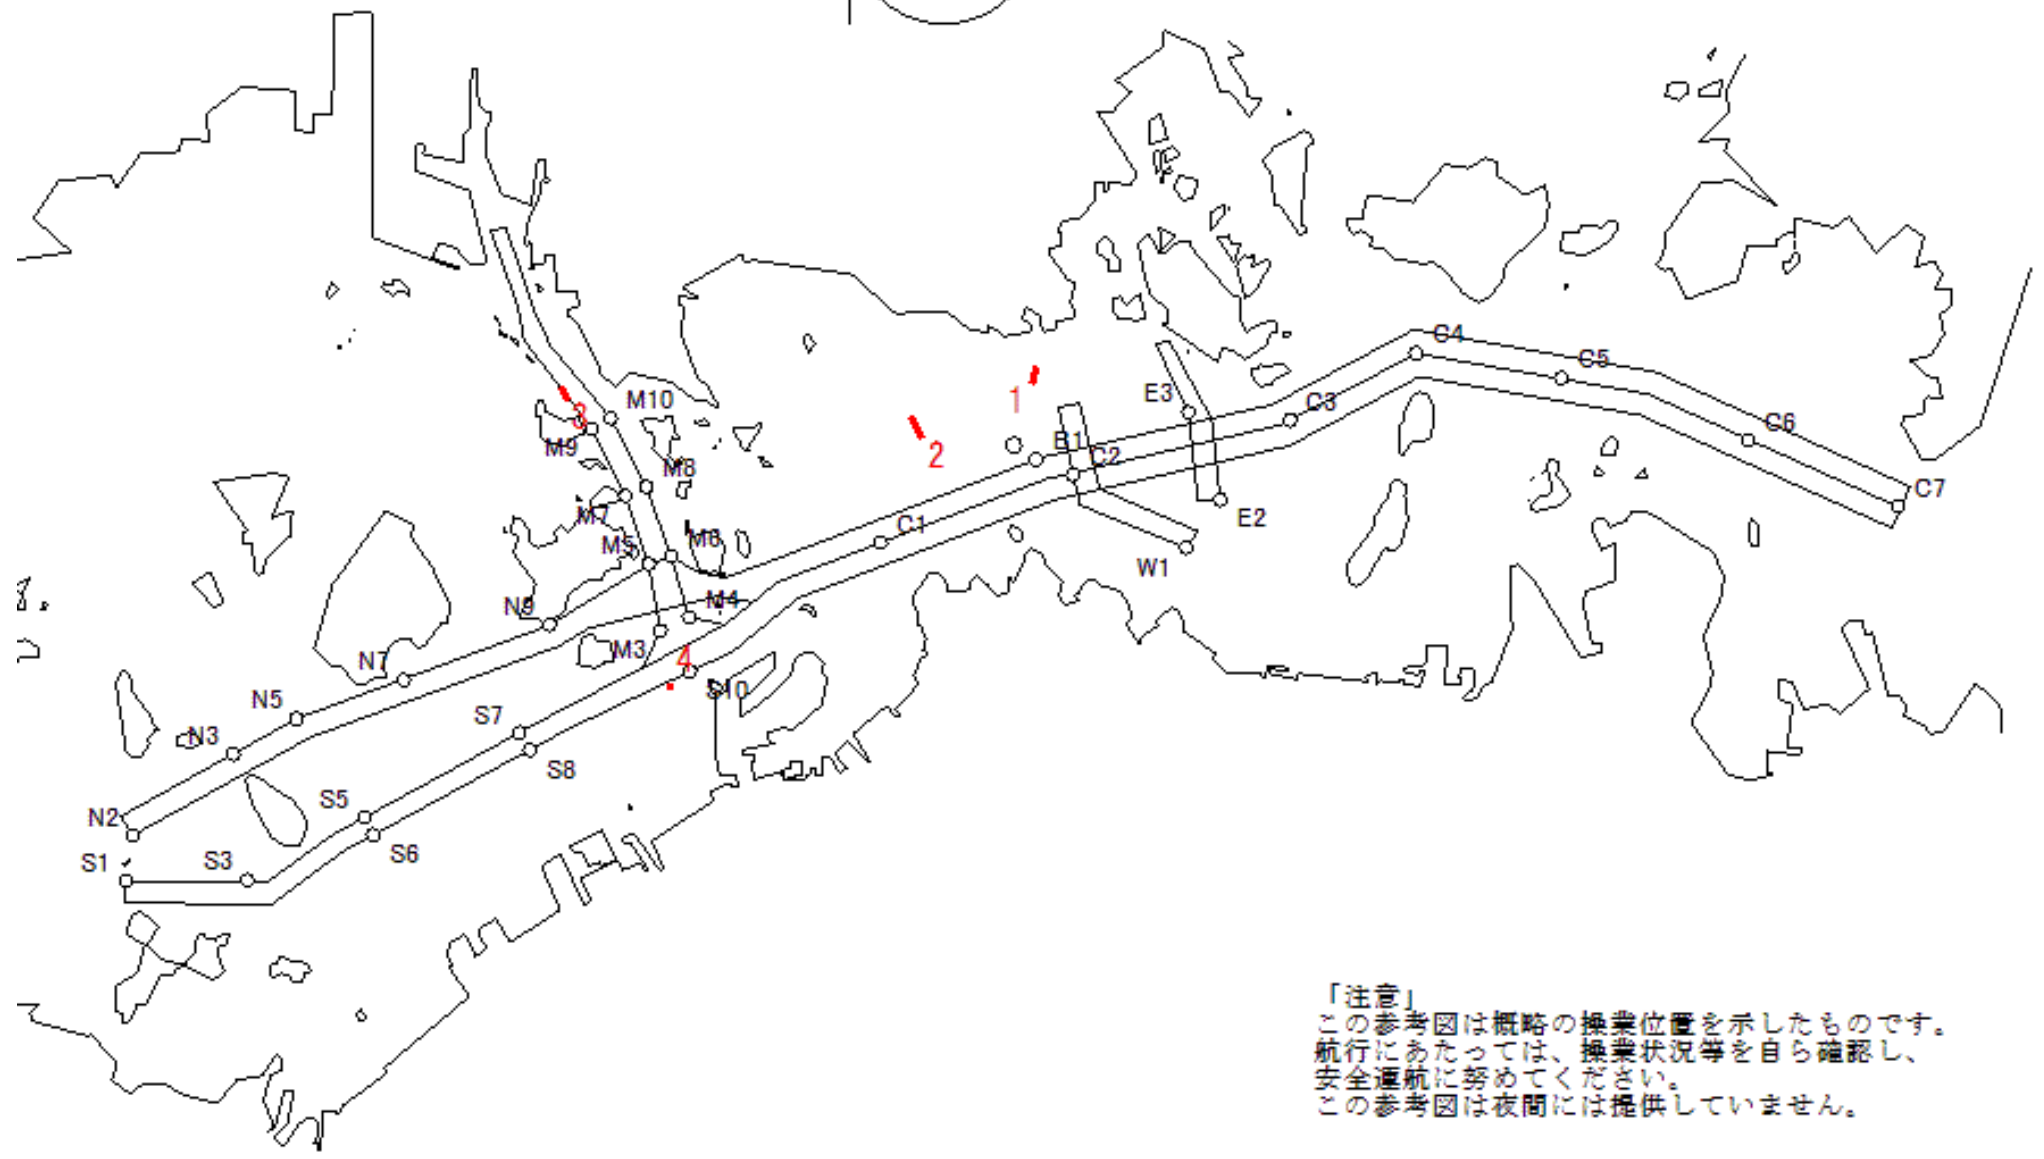 C4
C5
1
M10
E3
C3
3
C6
M9
2
B1
C2
M8
C7
M7
C1
E2
M5
M6
W1
N9
M4
M3
4
N7
S10
N5
S7
N3
S8
S5
N2
S6
S1
S3
「注意」
この参考図は概略の操業位置を示したものです。
航行にあたっては、操業状況等を自ら確認し、
安全運航に努めてください。
この参考図は夜間には提供していません。